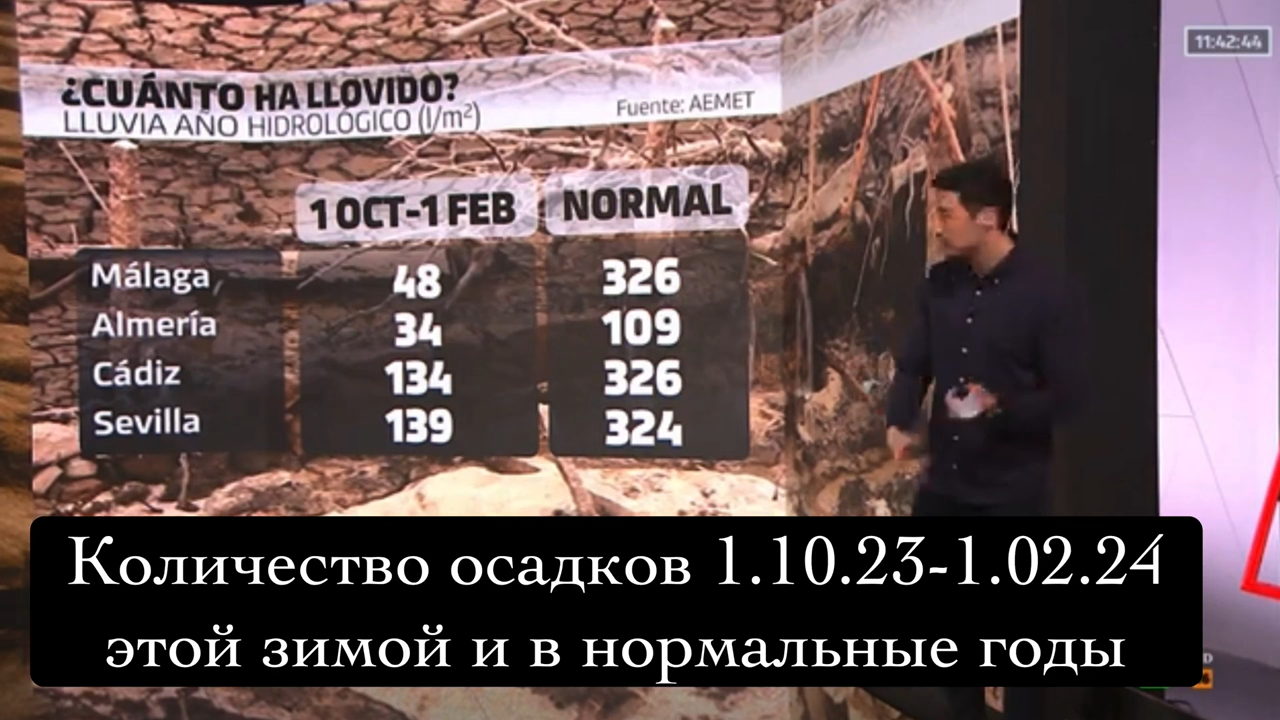 11:42:44
¿CUÁNTO HA LLOVIDO?
LLUVIA AÑO HIDROLÓGICO (l/m²)
Fuente: AEMET
1 OCT-1 FEB NORMAL
Málaga 48 326
Almería 34 109
Cádiz 134 326
Sevilla 139 324
Количество осадков 1.10.23-1.02.24
этой зимой и в нормальные годы